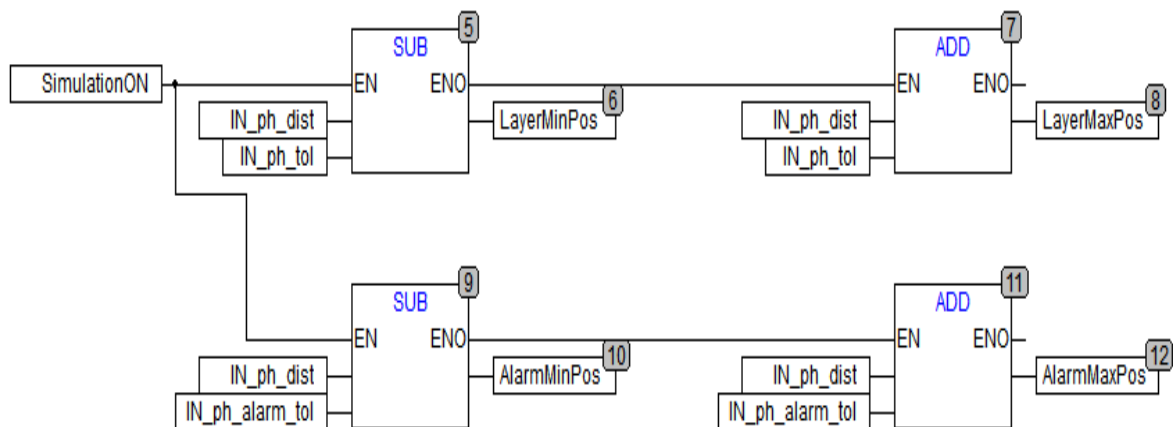 5
SUB
7
ADD
SimulationON
EN
ENO
EN
ENO
6
8
IN_ph_dist
LayerMinPos
IN_ph_dist
LayerMaxPos
IN_ph_tol
IN_ph_tol
9
SUB
11
ADD
EN
ENO
EN
ENO
10
12
IN_ph_dist
AlarmMinPos
IN_ph_dist
AlarmMaxPos
IN_ph_alarm_tol
IN_ph_alarm_tol